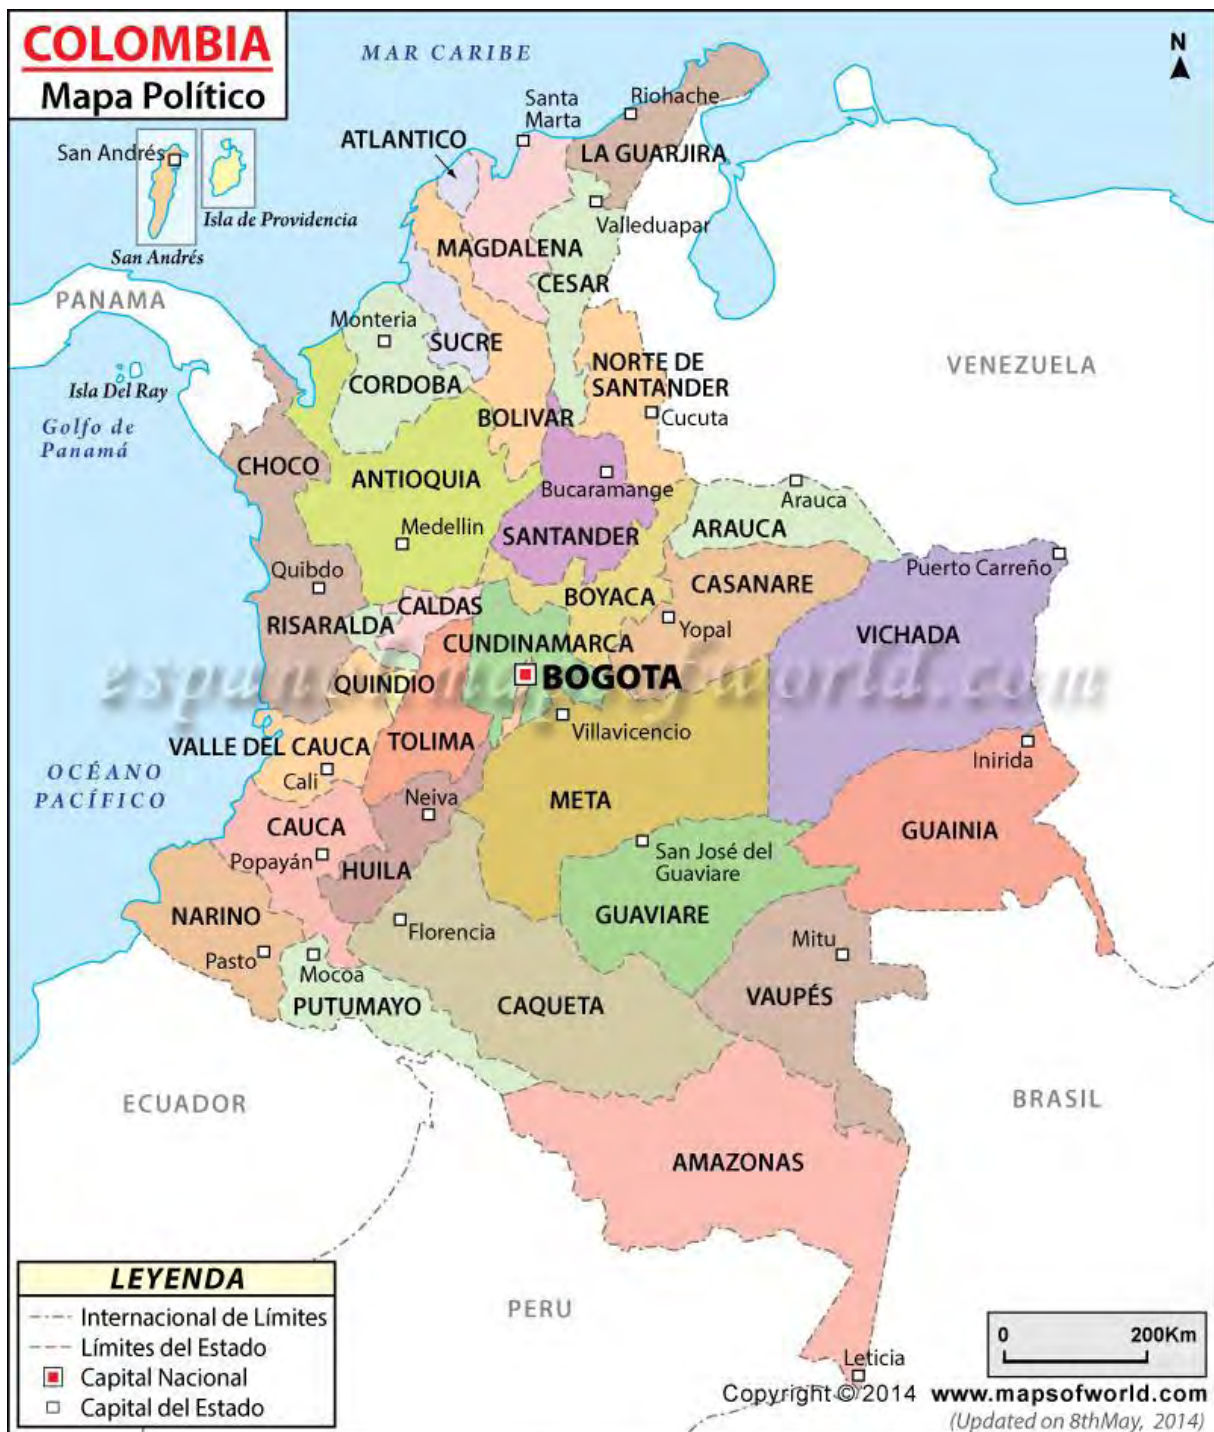 COLOMBIA
Mapa Político
MAR CARIBE
N
Santa
Marta
Riohache
ATLANTICO
LA GUARJIRA
San Andrés
Isla de Providencia
San Andrés
Valleduapar
MAGDALENA
CESAR
PANAMA
Monteria
SUCRE
NORTE DE
SANTANDER
VENEZUELA
Isla Del Ray
CORDOBA
Cucuta
BOLIVAR
Golfo de
Panamá
CHOCO
ANTIOQUIA
Bucaramange
Arauca
Medellin
SANTANDER
ARAUCA
Quibdo
Puerto Carreño
CASANARE
BOYACA
CALDAS
RISARALDA
CUNDINAMARCA
Yopal
VICHADA
QUINDIO
BOGOTA
Villavicencio
VALLE DEL CAUCA
TOLIMA
Inirida
OCÉANO
PACÍFICO
Cali
Neiva
META
CAUCA
GUAINIA
Popayán
HUILA
San José del
Guaviare
NARINO
GUAVIARE
Florencia
Mitu
Pasto
Mocoa
PUTUMAYO
CAQUETA
VAUPÉS
ECUADOR
BRASIL
AMAZONAS
PERU
Leticia
LEYENDA
Internacional de Límites
Límites del Estado
Capital Nacional
Capital del Estado
0 200Km
Copyright © 2014 www.mapsofworld.com
(Updated on 8thMay, 2014)